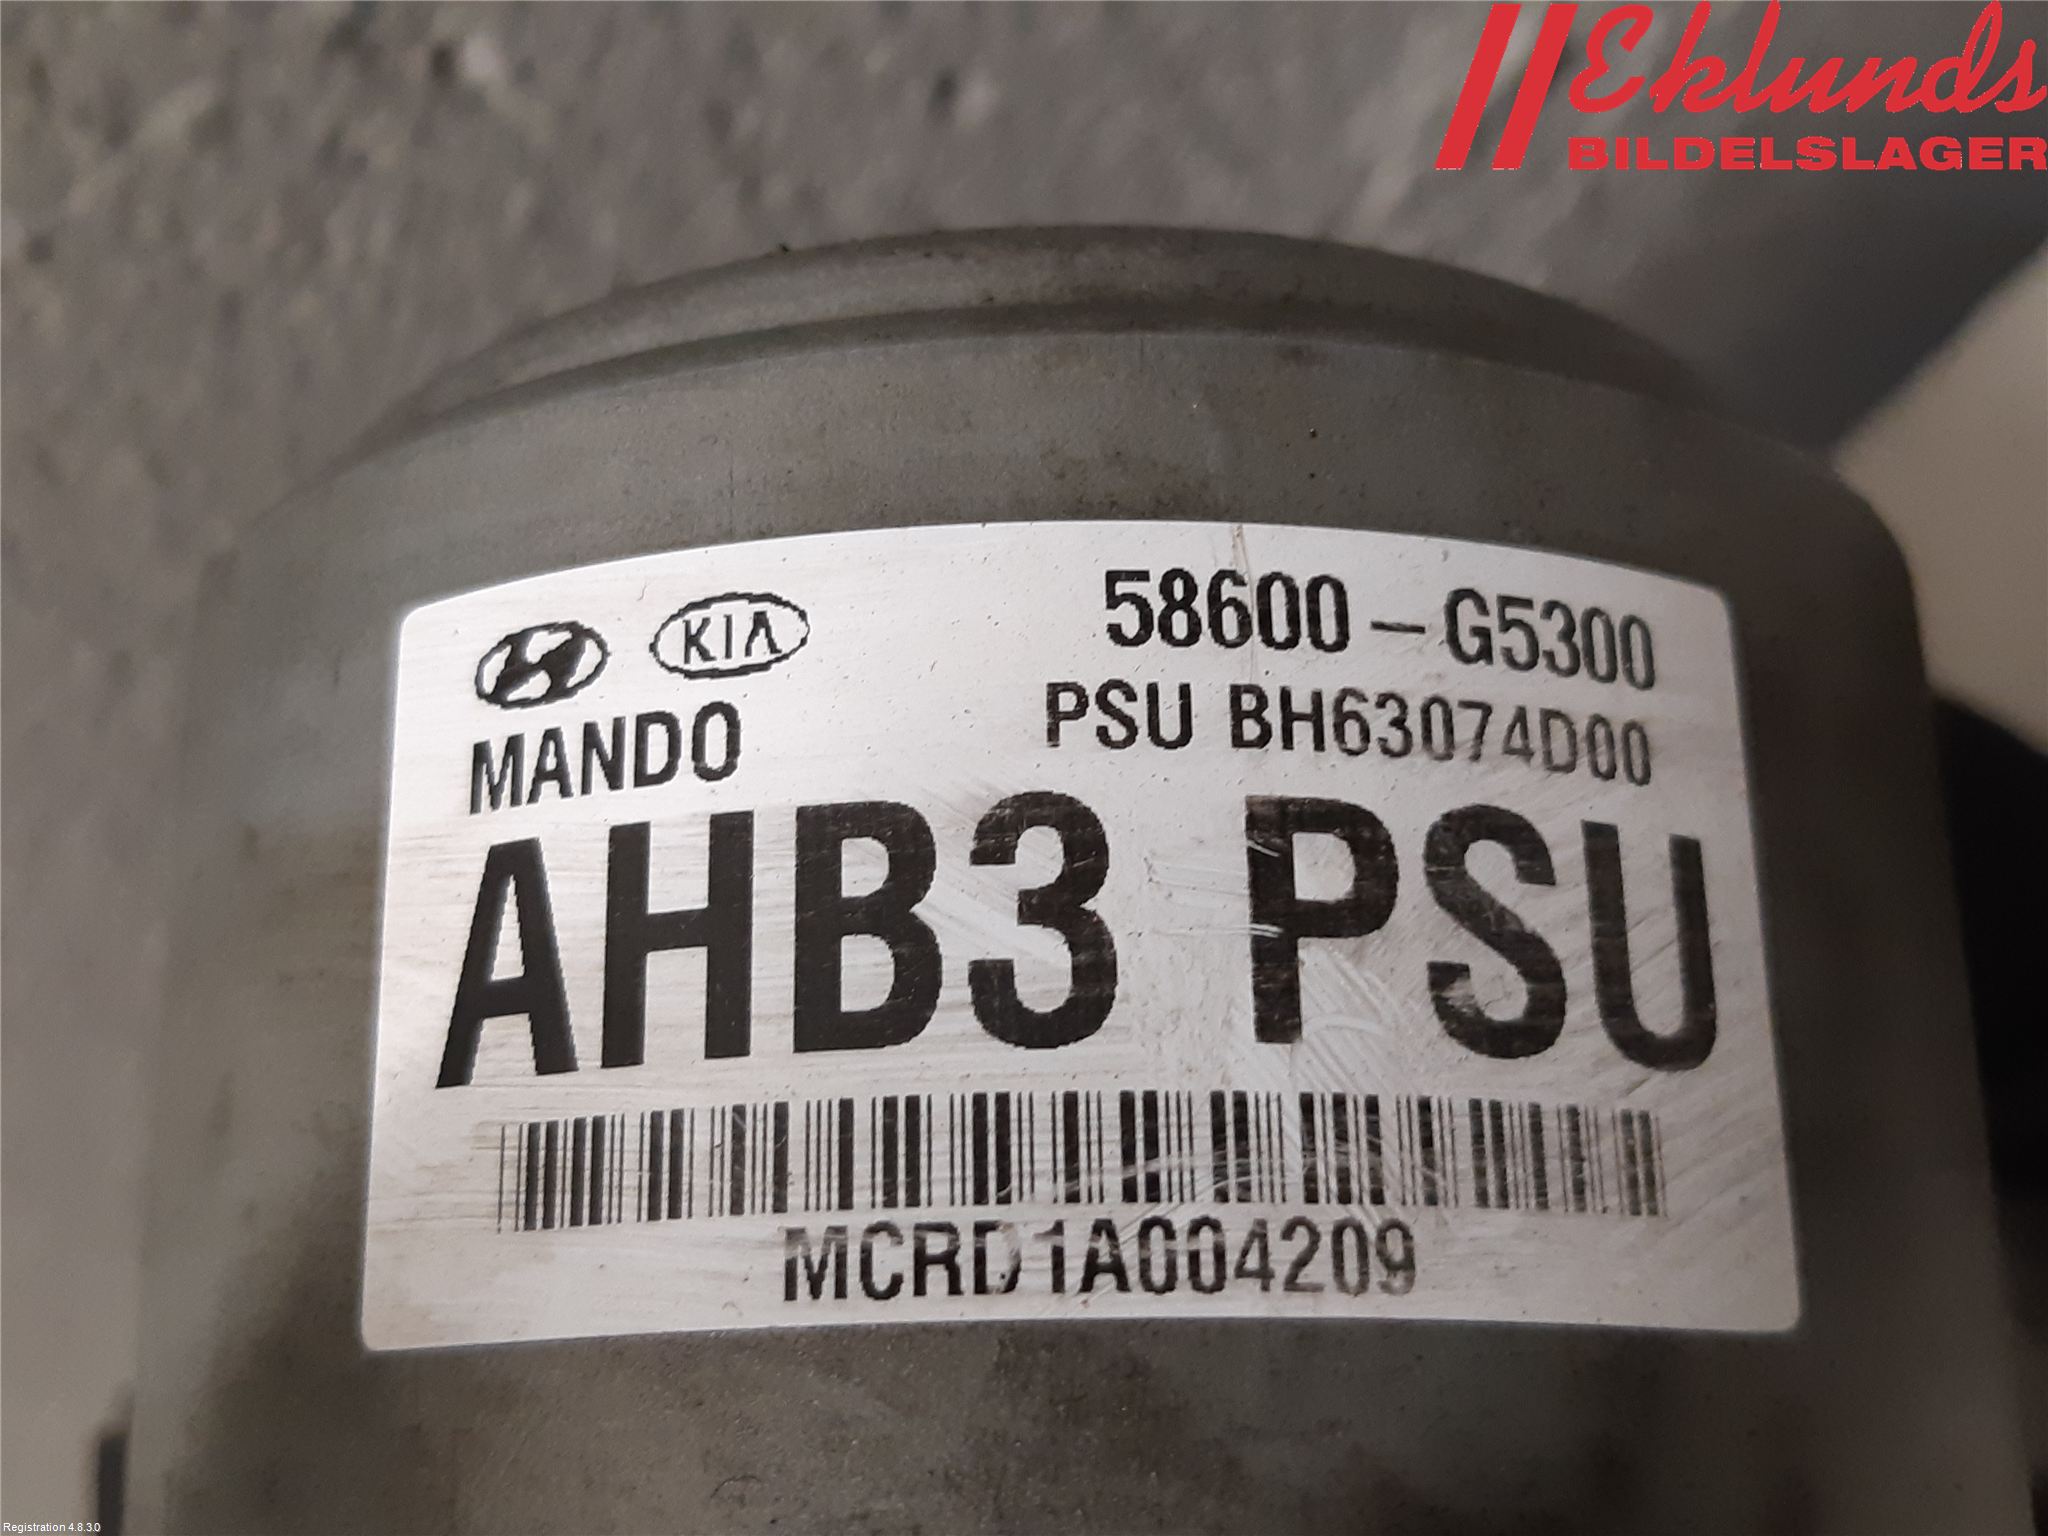 Eklunds
BILDELSLAGER
KIA
58600-G5300
MANDO
PSU BH63074D00
AHB3 PSU
MCRD1A004209
Registration 4.8.3.0